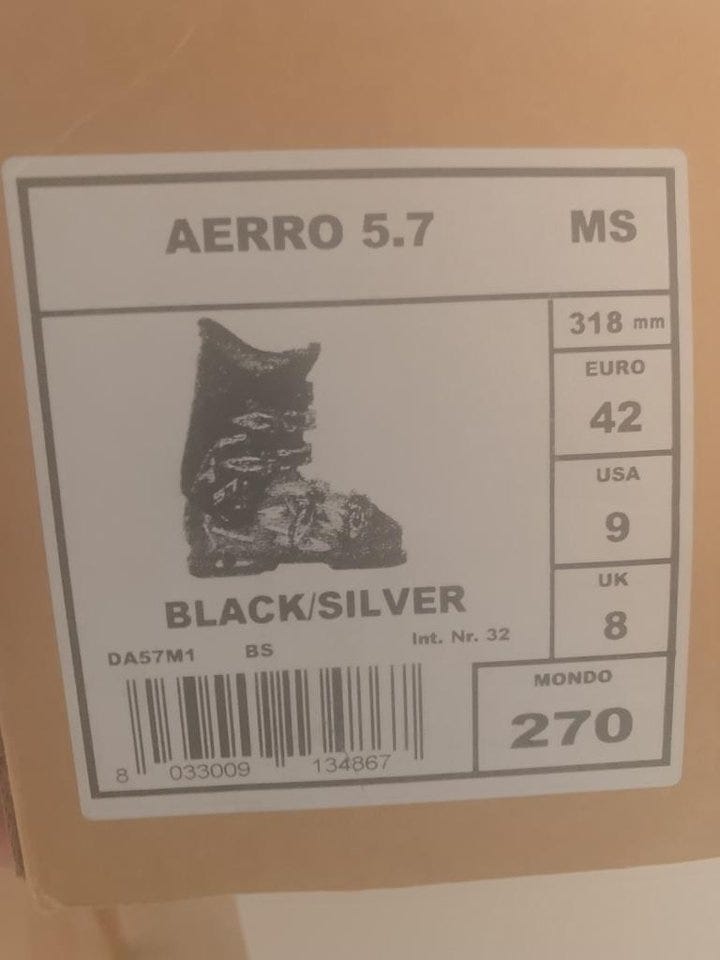 AERRO 5.7 MS
318 mm
EURO
42
USA
9
UK
8
BLACK/SILVER
DA57M1 BS Int. Nr. 32
MONDO
270
8 033009 134867